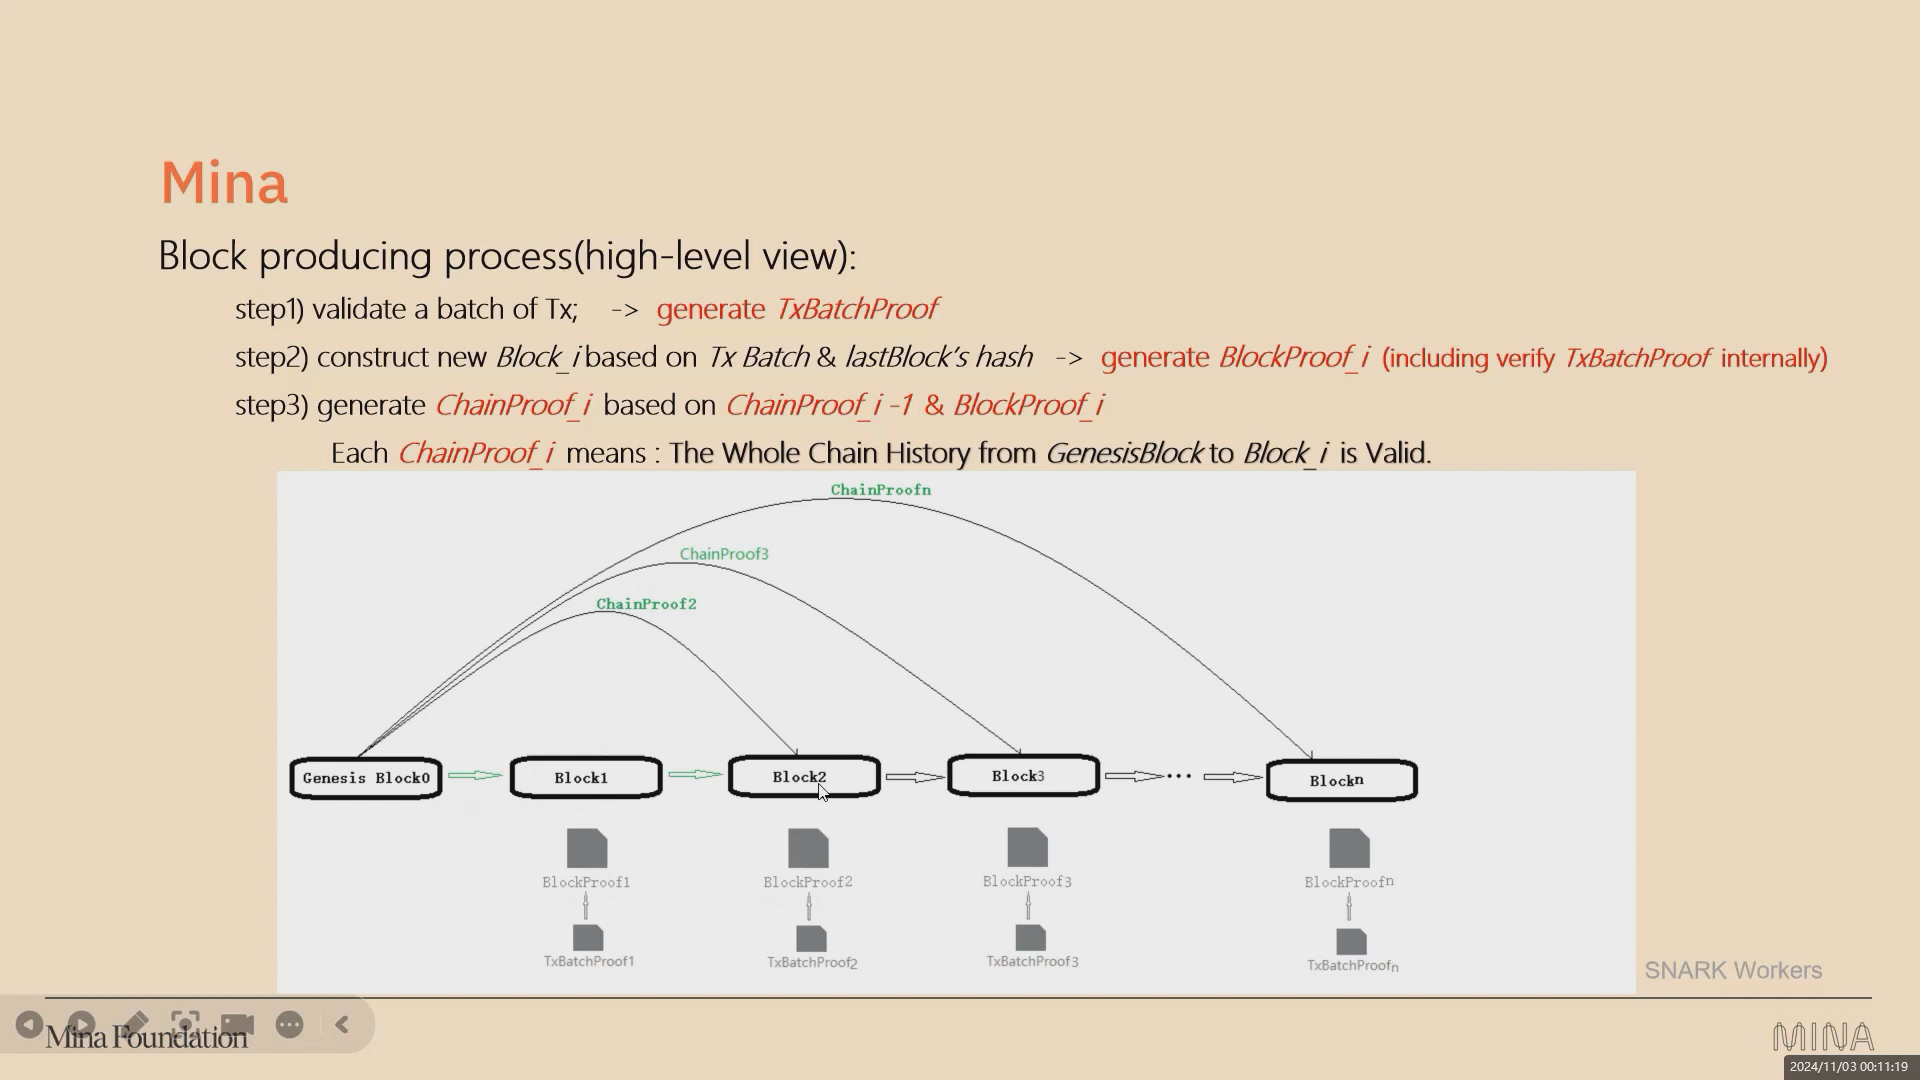 Mina
Block producing process(high-level view):
step1) validate a batch of Tx; -> generate TxBatchProof
step2) construct new Block_i based on Tx Batch & lastBlock's hash -> generate BlockProof_i (including verify TxBatchProof internally)
step3) generate ChainProof_i based on ChainProof_i -1 & BlockProof_i
Each ChainProof_i means : The Whole Chain History from GenesisBlock to Block_i is Valid.
ChainProofn
ChainProof3
ChainProof2
Genesis Block0
Block1
Block2
Block3
...
Blockn
BlockProof1
BlockProof2
BlockProof3
BlockProofn
TxBatchProof1
TxBatchProof2
TxBatchProof3
TxBatchProofn
SNARK Workers
Mina Foundation
MINA
2024/11/03 00:11:19